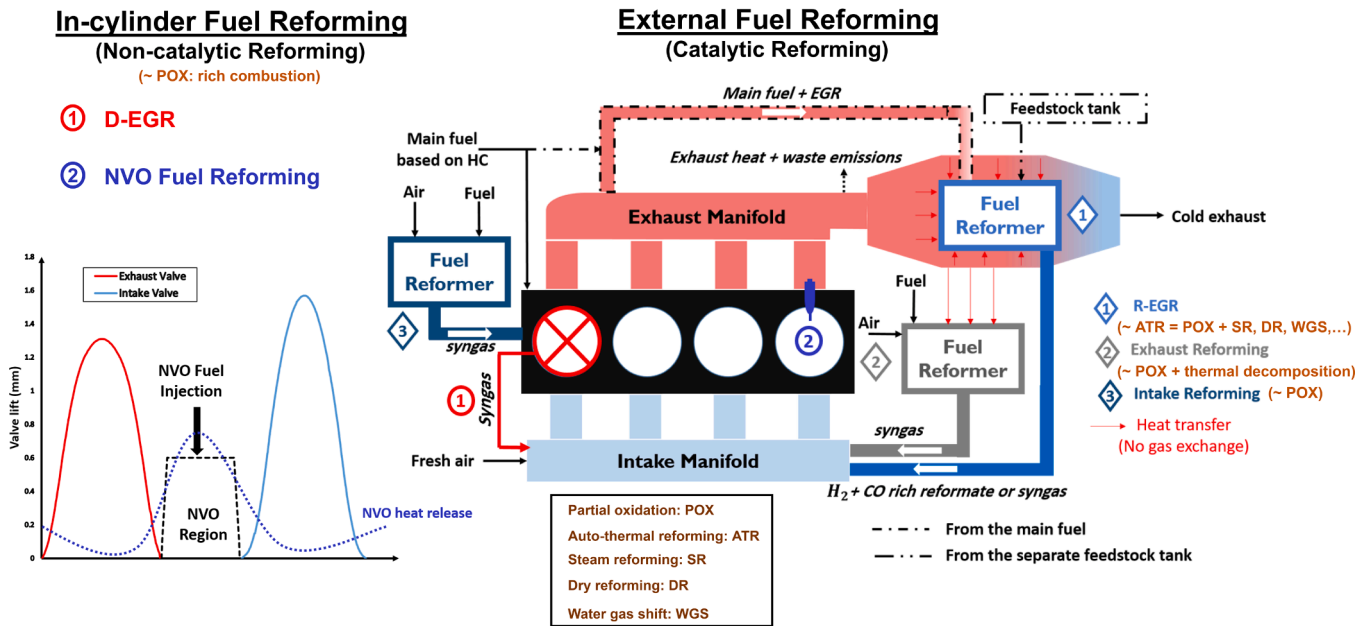 In-cylinder Fuel Reforming
(Non-catalytic Reforming)
(~ POX: rich combustion)
1 D-EGR
2 NVO Fuel Reforming
External Fuel Reforming
(Catalytic Reforming)
Main fuel + EGR
Feedstock tank
Main fuel
based on HC
Exhaust heat + waste emissions
Air
Fuel
Exhaust Manifold
Fuel
Reformer
1
Cold exhaust
Fuel
Reformer
3
syngas
2
Fuel
Air
2
Fuel
Reformer
1
Syngas
syngas
Fresh air
Intake Manifold
H2 + CO rich reformate or syngas
1 R-EGR
(~ ATR = POX + SR, DR, WGS,...)
2 Exhaust Reforming
(~ POX + thermal decomposition)
3 Intake Reforming (~ POX)
Heat transfer
(No gas exchange)
From the main fuel
From the separate feedstock tank
Partial oxidation: POX
Auto-thermal reforming: ATR
Steam reforming: SR
Dry reforming: DR
Water gas shift: WGS
Valve lift (mm)
1.8
1.6
1.4
1.2
1
0.8
0.6
0.4
0.2
0
Exhaust Valve
Intake Valve
NVO Fuel
Injection
NVO
Region
NVO heat release